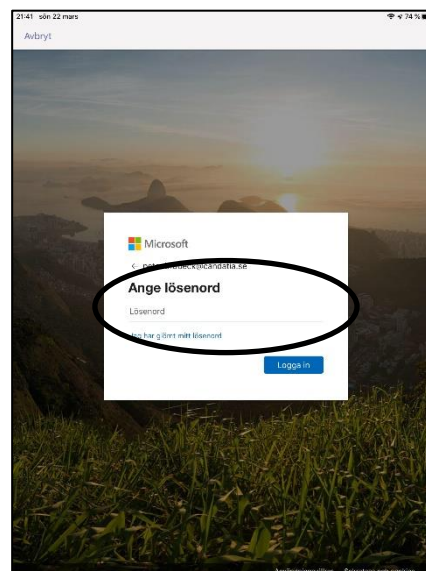 21:41 sön 22 mars
74 %
Avbryt
Microsoft
Ange lösenord
Lösenord
Jag har glömt mitt lösenord
Logga in